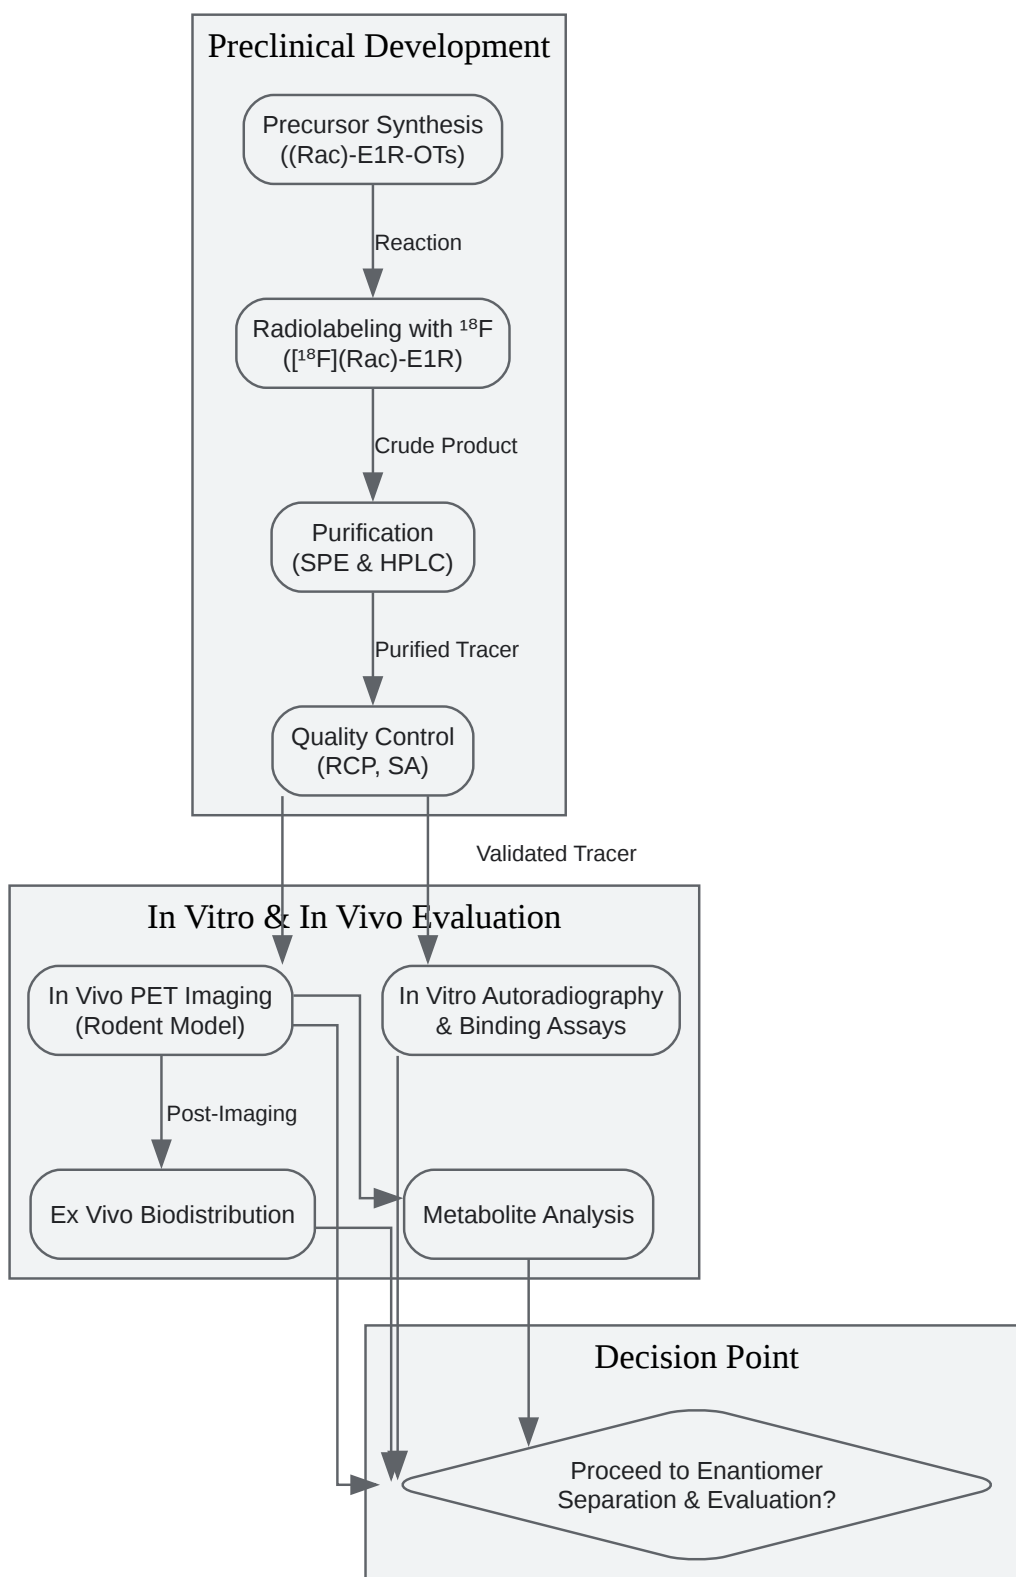 Preclinical Development
Precursor Synthesis
((Rac)-E1R-OTs)
Reaction
Radiolabeling with ¹⁸F
([¹⁸F](Rac)-E1R)
Crude Product
Purification
(SPE & HPLC)
Purified Tracer
Quality Control
(RCP, SA)
Validated Tracer
In Vitro & In Vivo Evaluation
In Vivo PET Imaging
(Rodent Model)
In Vitro Autoradiography
& Binding Assays
Post-Imaging
Ex Vivo Biodistribution
Metabolite Analysis
Decision Point
Proceed to Enantiomer
Separation & Evaluation?